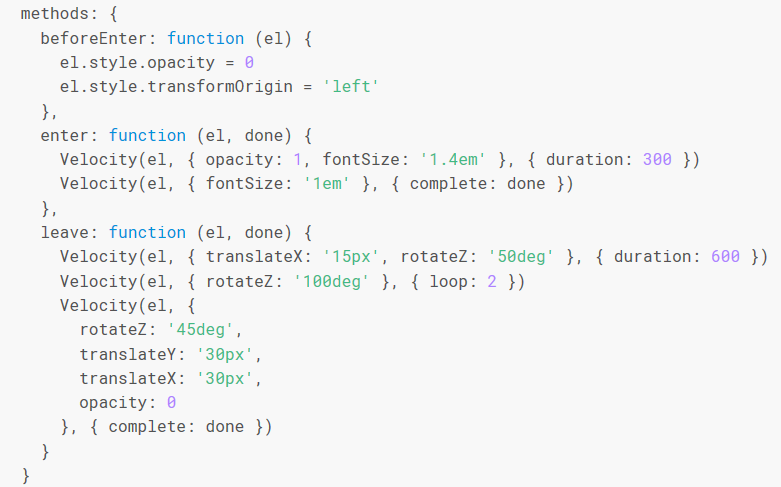 methods: {
  beforeEnter: function (el) {
    el.style.opacity = 0
    el.style.transformOrigin = 'left'
  },
  enter: function (el, done) {
    Velocity(el, { opacity: 1, fontSize: '1.4em' }, { duration: 300 })
    Velocity(el, { fontSize: '1em' }, { complete: done })
  },
  leave: function (el, done) {
    Velocity(el, { translateX: '15px', rotateZ: '50deg' }, { duration: 600 })
    Velocity(el, { rotateZ: '100deg' }, { loop: 2 })
    Velocity(el, {
      rotateZ: '45deg',
      translateY: '30px',
      translateX: '30px',
      opacity: 0
    }, { complete: done })
  }
}